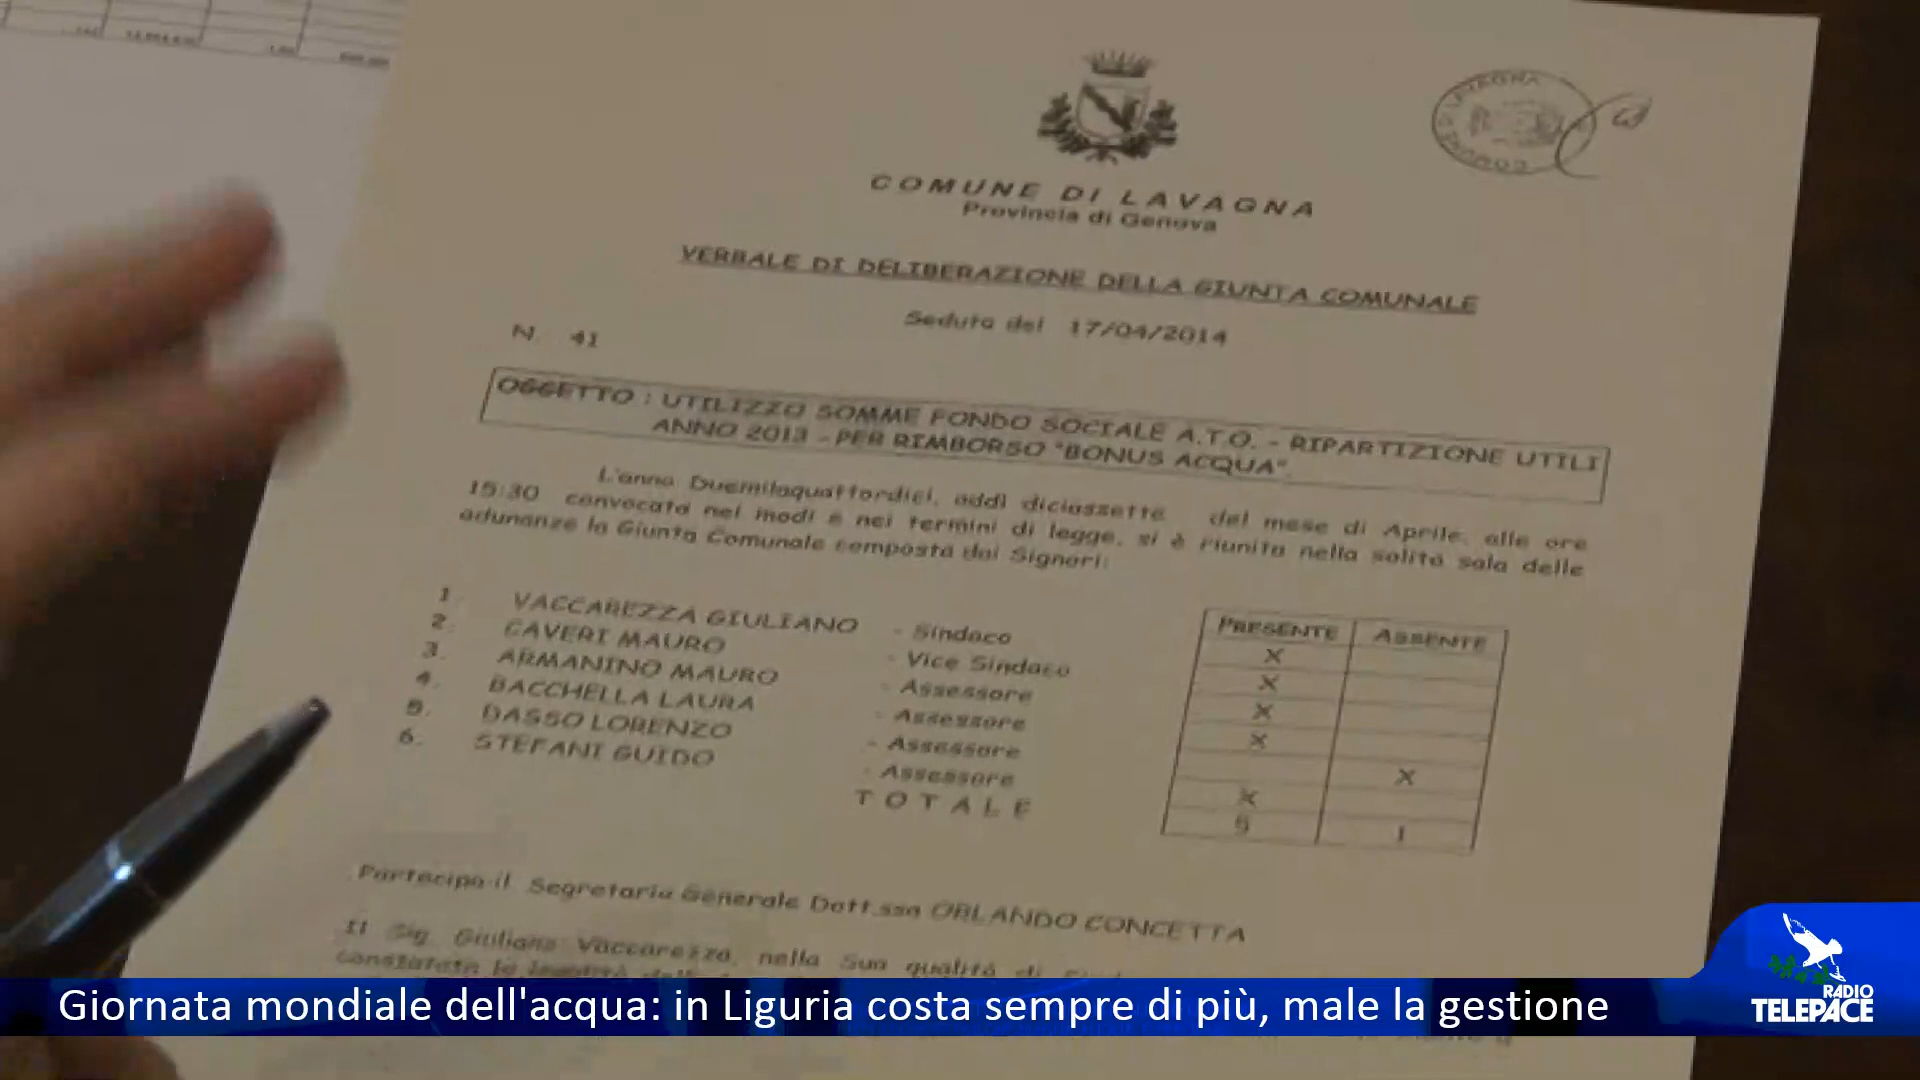 COMUNE DI LAVAGNA
COMUNE DI LAVAGNA
Provincia di Genova
VERBALE DI DELIBERAZIONE DELLA GIUNTA COMUNALE
Seduta del 17/04/2014
N. 41
OGGETTO : UTILIZZO SOMME FONDO SOCIALE A.T.O. - RIPARTIZIONE UTILI
ANNO 2013 - PER RIMBORSO "BONUS ACQUA".
L'anno Duemilaquattordici, addì diciassette del mese di Aprile, alle ore
15:30 convocata nei modi e nei termini di legge, si è riunita nella solita sala delle
adunanze la Giunta Comunale composta dai Signori:
PRESENTE ASSENTE
1. VACCAREZZA GIULIANO - Sindaco X
2. CAVERI MAURO - Vice Sindaco X
3. ARMANINO MAURO - Assessore X
4. BACCHELLA LAURA - Assessore X
5. DASSO LORENZO - Assessore X
6. STEFANI GUIDO - Assessore X
TOTALE 5 1
Partecipa il Segretario Generale Dott.ssa ORLANDO CONCETTA
Il Sig. Giuliano Vaccarezza, nella Sua qualità di
constatata la
Giornata mondiale dell'acqua: in Liguria costa sempre di più, male la gestione
RADIO
TELEPACE